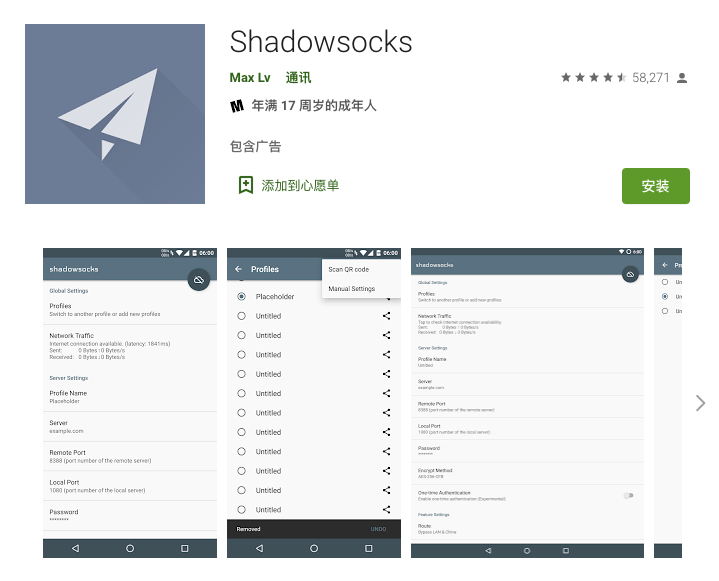 Shadowsocks
Max Lv 通讯
58,271
年满 17 周岁的成年人
包含广告
添加到心愿单
安装
06:00
shadowsocks
Global Settings
Profiles
Switch to another profile or add new profiles
Network Traffic
Internet connection available. (latency: 1841ms)
Sent: 0 Bytes↑0 Bytes/s
Received: 0 Bytes↓0 Bytes/s
Server Settings
Profile Name
Placeholder
Server
example.com
Remote Port
8388 (port number of the remote server)
Local Port
1080 (port number of the local server)
Password
********
06:00
Profiles
Scan QR code
Manual Settings
Placeholder
Untitled
Untitled
Untitled
Untitled
Untitled
Untitled
Untitled
Untitled
Untitled
Untitled
Untitled
Removed
UNDO
6:00
shadowsocks
Global Settings
Profiles
Switch to another profile or add new profiles
Network Traffic
Tap to check Internet connection availability
Sent: 0 Bytes↑0 Bytes/s
Received: 0 Bytes↓0 Bytes/s
Server Settings
Profile Name
Untitled
Server
example.com
Remote Port
8388 (port number of the remote server)
Local Port
1080 (port number of the local server)
Password
********
Encrypt Method
AES-256-CFB
One-time Authentication
Enable one-time authentication (Experimental)
Feature Settings
Route
Bypass LAN & China
Pr
Un
Un
Un